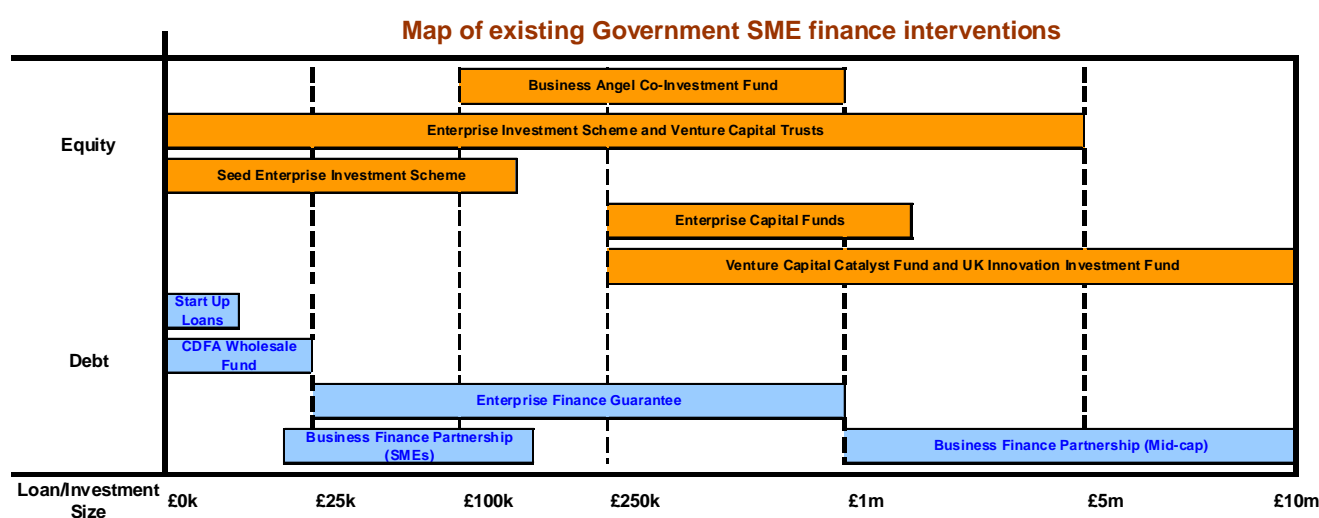 Map of existing Government SME finance interventions
Business Angel Co-Investment Fund
Enterprise Investment Scheme and Venture Capital Trusts
Equity
Seed Enterprise Investment Scheme
Enterprise Capital Funds
Venture Capital Catalyst Fund and UK Innovation Investment Fund
Start Up
Loans
CDFA Wholesale
Fund
Debt
Enterprise Finance Guarantee
Business Finance Partnership
(SMEs)
Business Finance Partnership (Mid-cap)
Loan/Investment
Size
£0k £25k £100k £250k £1m £5m £10m